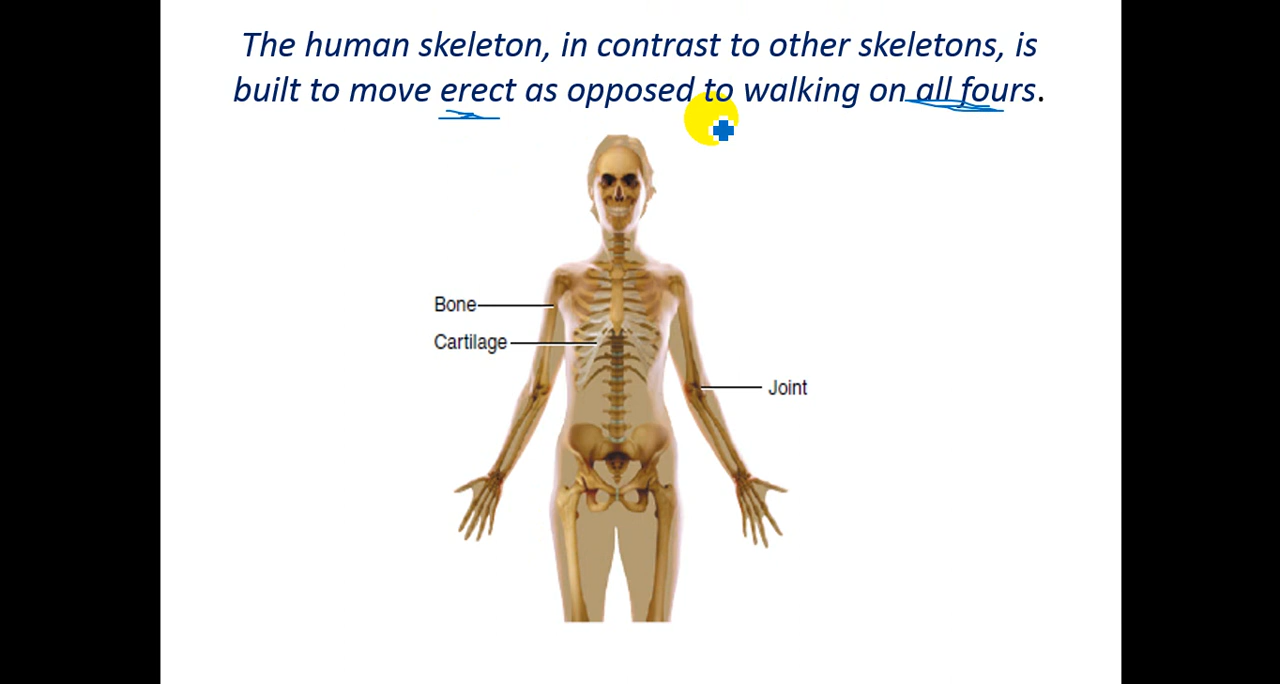 The human skeleton, in contrast to other skeletons, is
built to move erect as opposed to walking on all fours.
Bone
Cartilage
Joint